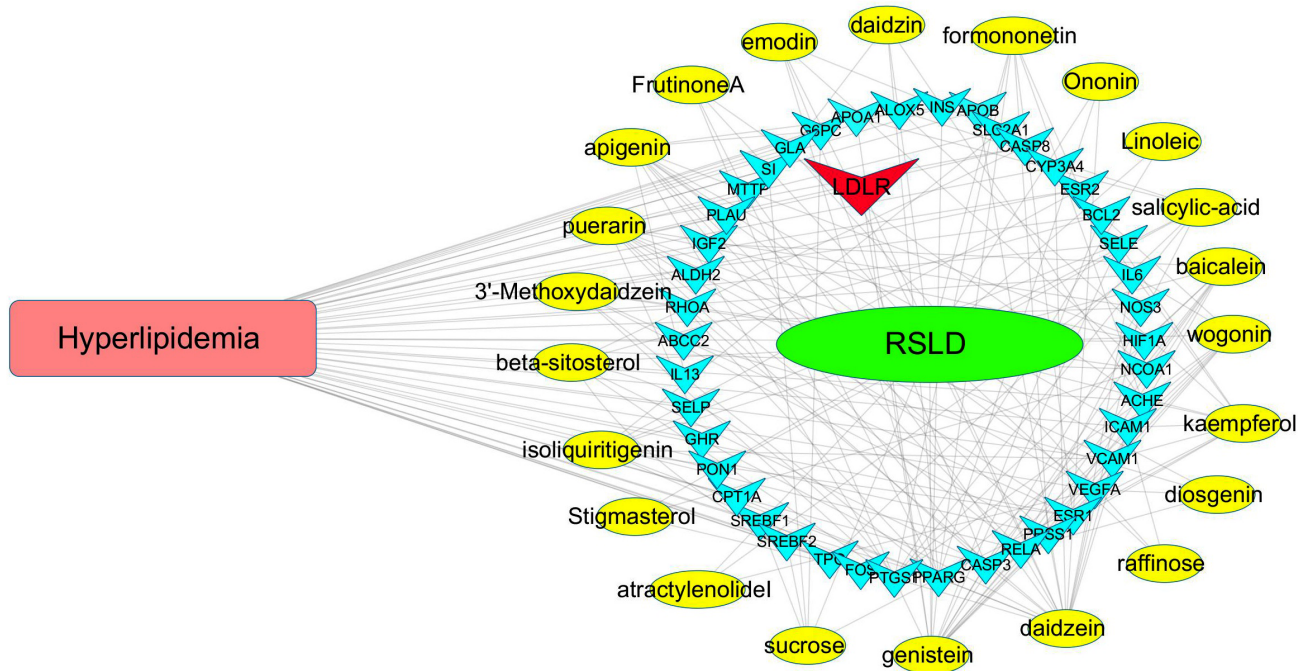 daidzin
formononetin
emodin
FrutinoneA
Ononin
apigenin
Linoleic
puerarin
salicylic-acid
3'-Methoxydaidzein
baicalein
beta-sitosterol
wogonin
isoliquiritigenin
kaempferol
Stigmasterol
diosgenin
atractylenolideI
raffinose
sucrose
genistein
daidzein
Hyperlipidemia
RSLD
LDLR
INS
APOB
SLC2A1
CASP8
CYP3A4
ESR2
BCL2
SELE
IL6
NOS3
HIF1A
NCOA1
ACHE
ICAM1
VCAM1
VEGFA
ESR1
PRSS1
RELA
CASP3
PPARG
PTGS1
FOS
SREBF2
SREBF1
CPT1A
PON1
GHR
SELP
IL13
ABCC2
RHOA
ALDH2
IGF2
PLAU
MTTP
SI
GLA
G6PC
APOA1
ALOX5